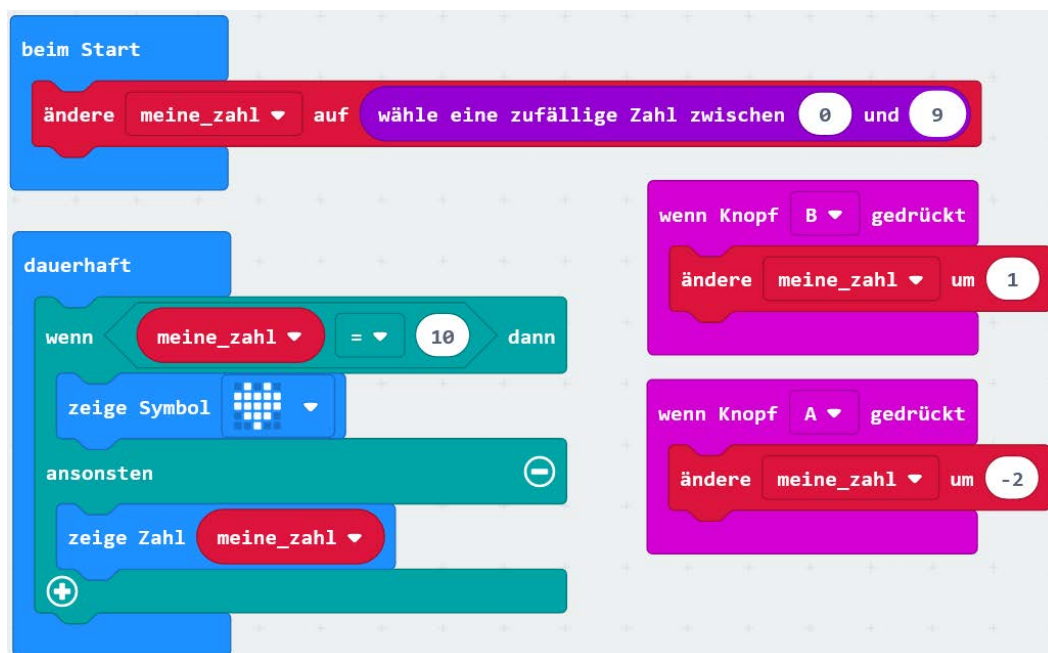 beim Start
ändere meine_zahl auf wähle eine zufällige Zahl zwischen 0 und 9
dauerhaft
wenn meine_zahl = 10 dann
zeige Symbol
ansonsten
zeige Zahl meine_zahl
wenn Knopf B gedrückt
ändere meine_zahl um 1
wenn Knopf A gedrückt
ändere meine_zahl um -2